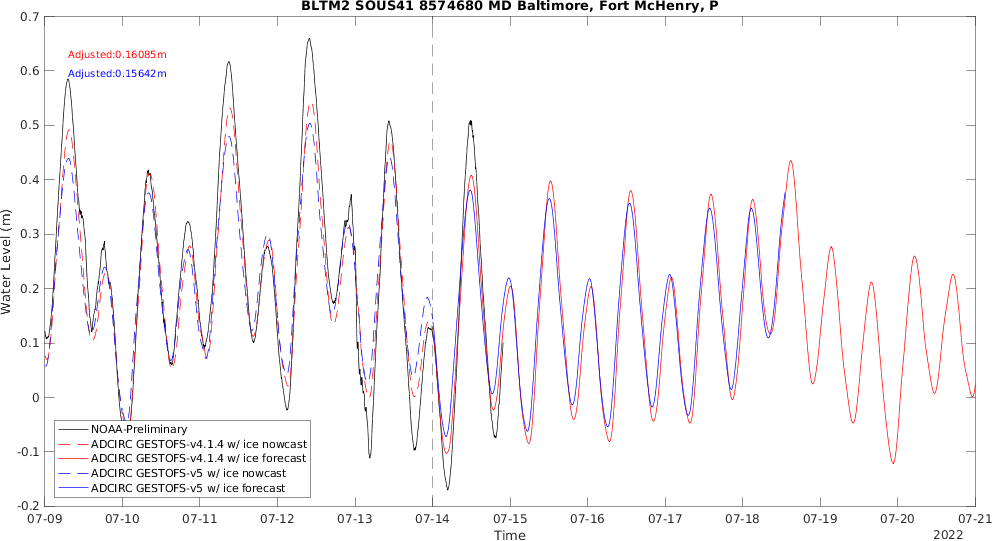 BLTM2 SOUS41 8574680 MD Baltimore, Fort McHenry, P
Adjusted:0.16085m
Adjusted:0.15642m
0.7
0.6
0.5
0.4
0.3
0.2
0.1
0
-0.1
-0.2
Water Level (m)
NOAA-Preliminary
ADCIRC GESTOFS-v4.1.4 w/ ice nowcast
ADCIRC GESTOFS-v4.1.4 w/ ice forecast
ADCIRC GESTOFS-v5 w/ ice nowcast
ADCIRC GESTOFS-v5 w/ ice forecast
07-09 07-10 07-11 07-12 07-13 07-14 07-15 07-16 07-17 07-18 07-19 07-20 07-21
Time
2022